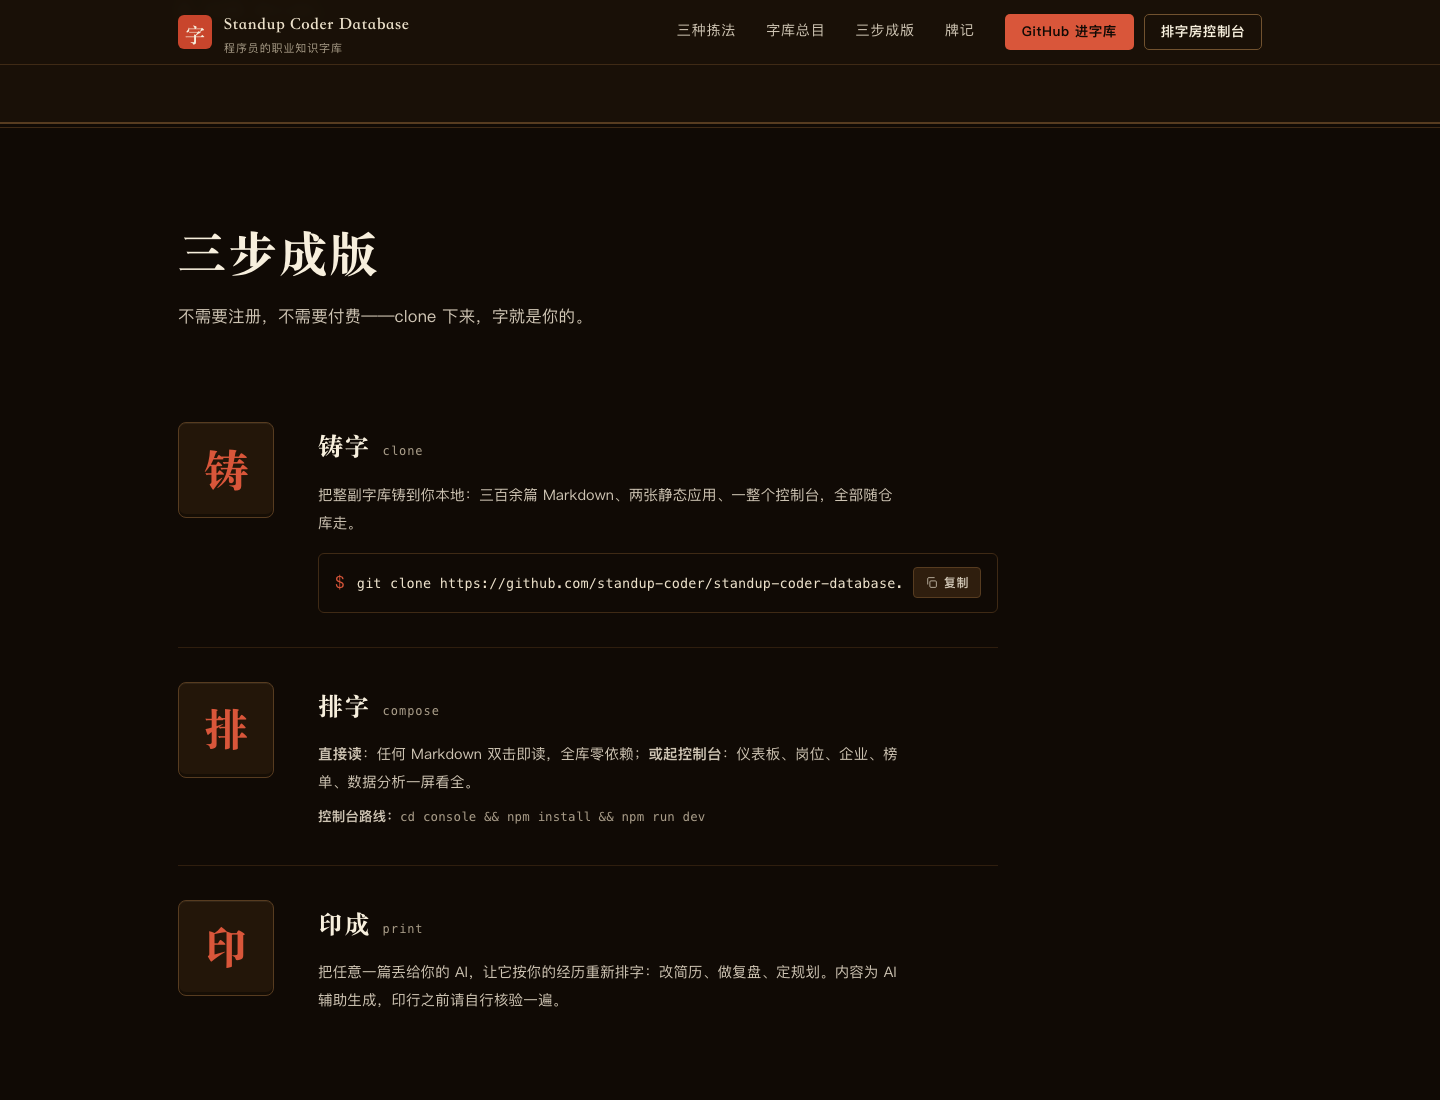 字
Standup Coder Database
程序员的职业知识字库
三种拣法
字库总目
三步成版
牌记
GitHub 进字库
排字房控制台
三步成版
不需要注册，不需要付费——clone 下来，字就是你的。
铸
铸字 clone
把整副字库铸到你本地：三百余篇 Markdown、两张静态应用、一整个控制台，全部随仓
库走。
$ git clone https://github.com/standup-coder/standup-coder-database.
复制
排
排字 compose
直接读：任何 Markdown 双击即读，全库零依赖；或起控制台：仪表板、岗位、企业、榜
单、数据分析一屏看全。
控制台路线：cd console && npm install && npm run dev
印
印成 print
把任意一篇丢给你的 AI，让它按你的经历重新排字：改简历、做复盘、定规划。内容为 AI
辅助生成，印行之前请自行核验一遍。